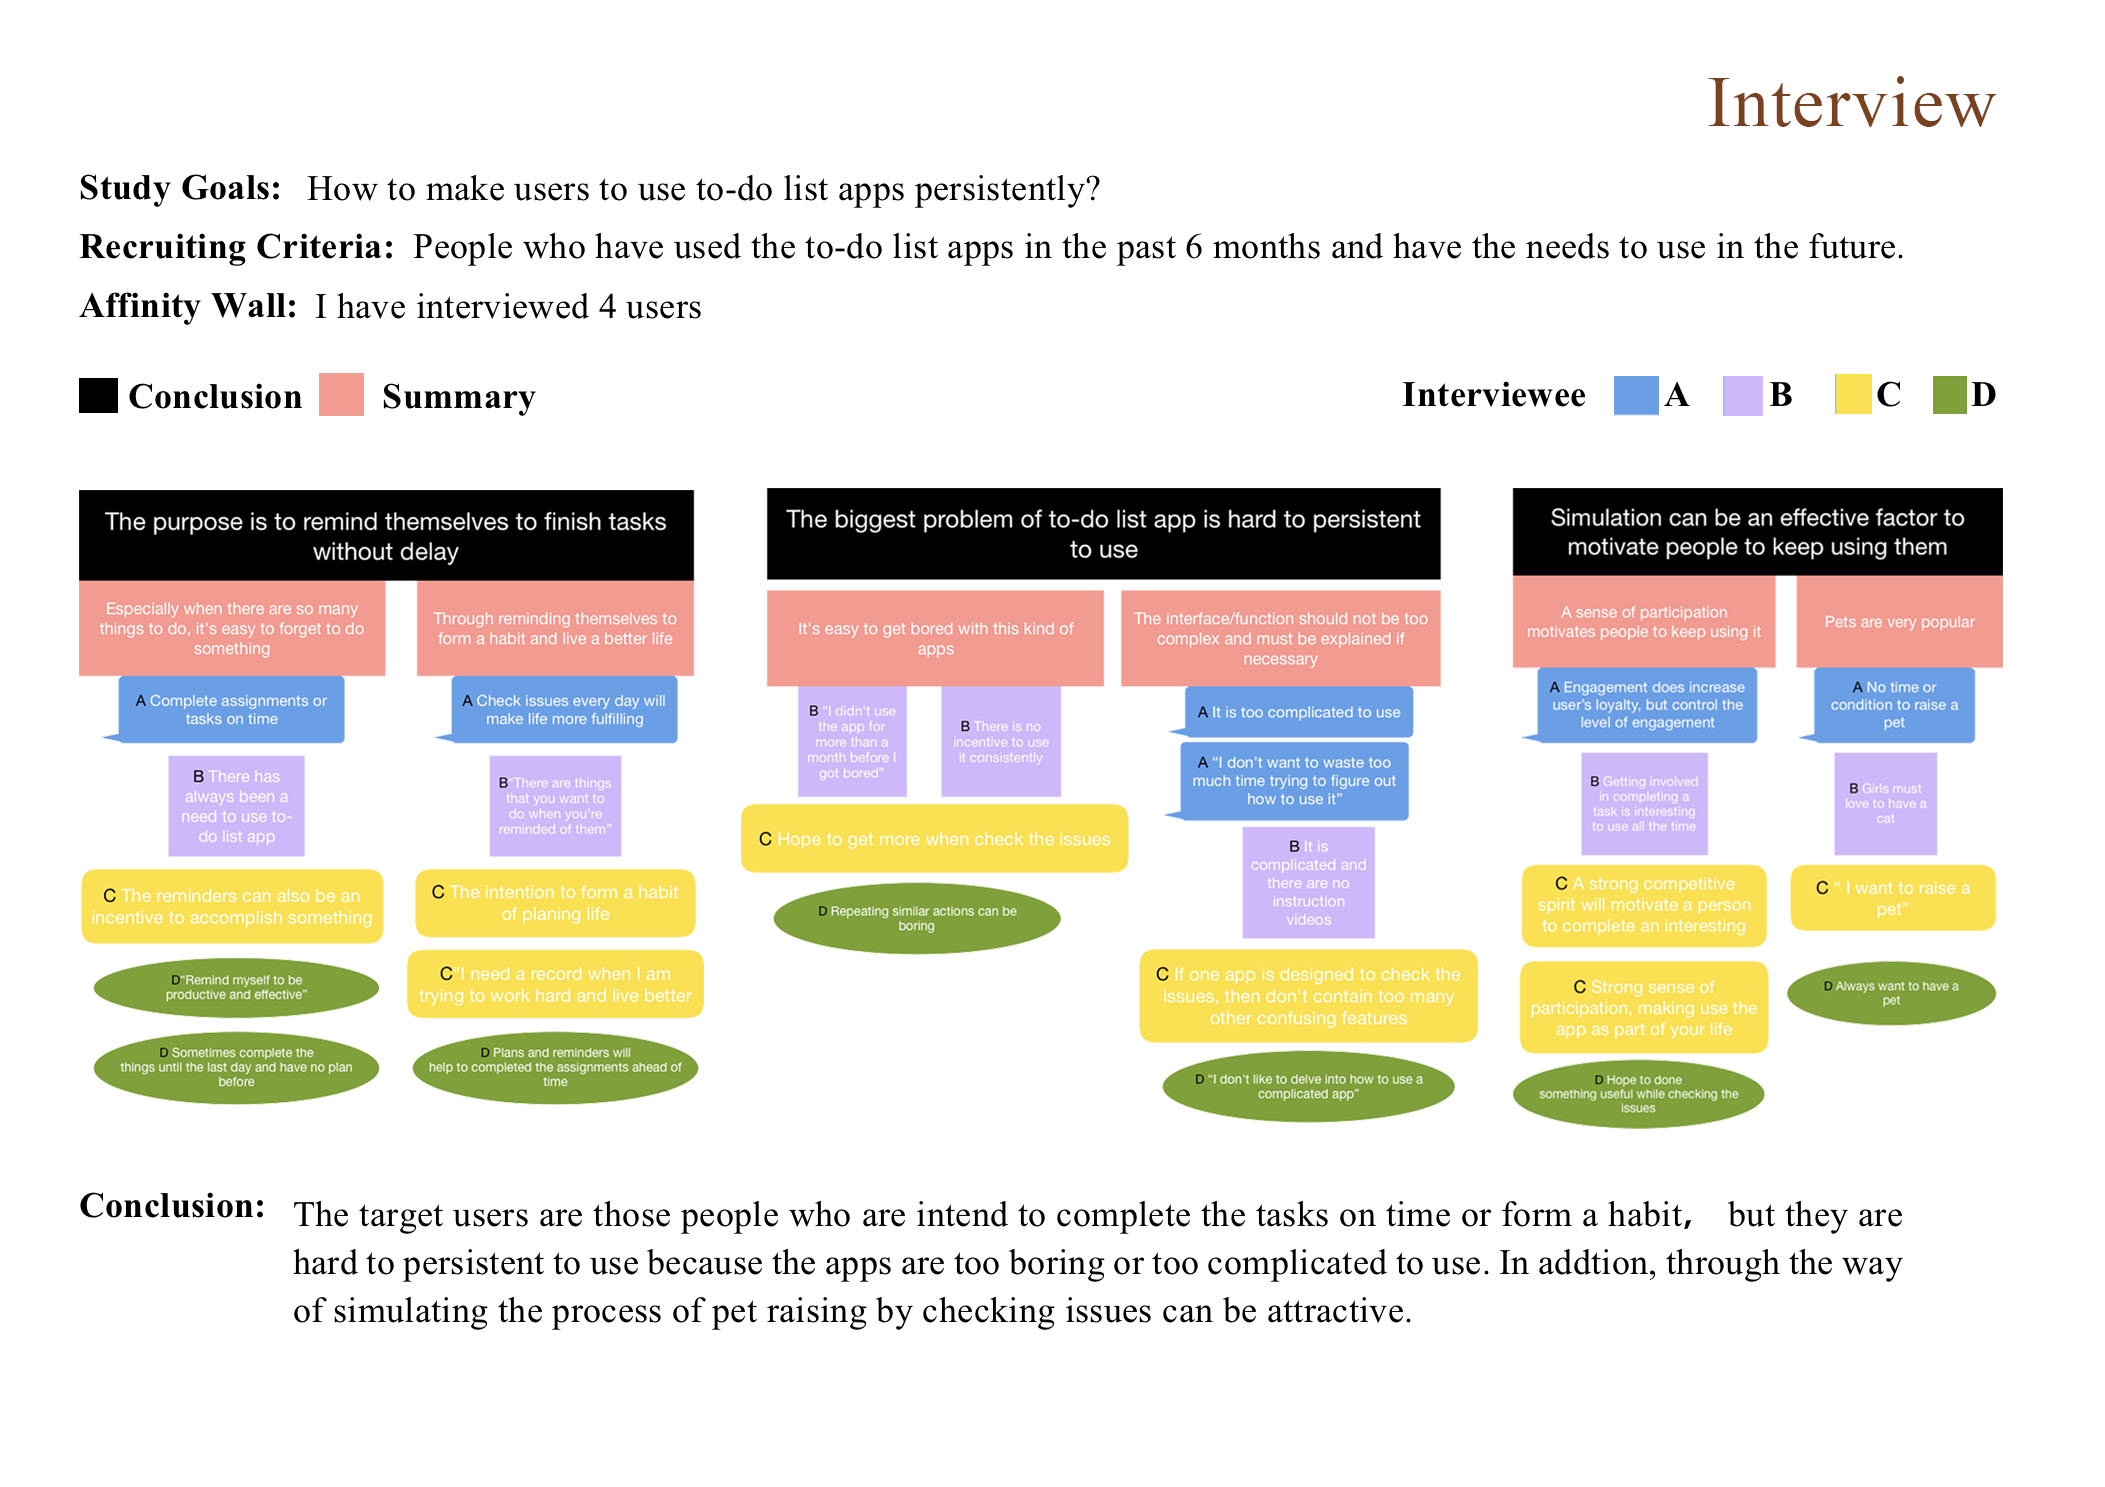 Interview
Study Goals: How to make users to use to-do list apps persistently?
Recruiting Criteria: People who have used the to-do list apps in the past 6 months and have the needs to use in the future.
Affinity Wall: I have interviewed 4 users
Conclusion Summary
Interviewee A B C D
The purpose is to remind themselves to finish tasks
without delay
Especially when there are so many
things to do, it's easy to forget to do
something
A Complete assignments or
tasks on time
B There has
always been a
need to use to-
do list app
C The reminders can also be an
incentive to accomplish something
D“Remind myself to be
productive and effective”
D Sometimes complete the
things until the last day and have no plan
before
Through reminding themselves to
form a habit and live a better life
A Check issues every day will
make life more fulfilling
B“There are things
that you want to
do when you're
reminded of them”
C The intention to form a habit
of planing life
C“I need a record when I am
trying to work hard and live better
D Plans and reminders will
help to completed the assignments ahead of
time
The biggest problem of to-do list app is hard to persistent
to use
It's easy to get bored with this kind of
apps
B “I didn't use
the app for
more than a
month before I
got bored”
B There is no
incentive to use
it consistently
C Hope to get more when check the issues
D Repeating similar actions can be
boring
The interface/function should not be too
complex and must be explained if
necessary
A It is too complicated to use
A “I don't want to waste too
much time trying to figure out
how to use it”
B It is
complicated and
there are no
instruction
videos
C If one app is designed to check the
issues, then don't contain too many
other confusing features
D “I don't like to delve into how to use a
complicated app”
Simulation can be an effective factor to
motivate people to keep using them
A sense of participation
motivates people to keep using it
A Engagement does increase
user's loyalty, but control the
level of engagement
B Getting involved
in completing a
task is interesting
to use all the time
C A strong competitive
spirit will motivate a person
to complete an interesting
C Strong sense of
participation, making use the
app as part of your life
D Hope to done
something useful while checking the
issues
Pets are very popular
A No time or
condition to raise a
pet
B Girls must
love to have a
cat
C “ I want to raise a
pet”
D Always want to have a
pet
Conclusion: The target users are those people who are intend to complete the tasks on time or form a habit， but they are
hard to persistent to use because the apps are too boring or too complicated to use. In addtion, through the way
of simulating the process of pet raising by checking issues can be attractive.